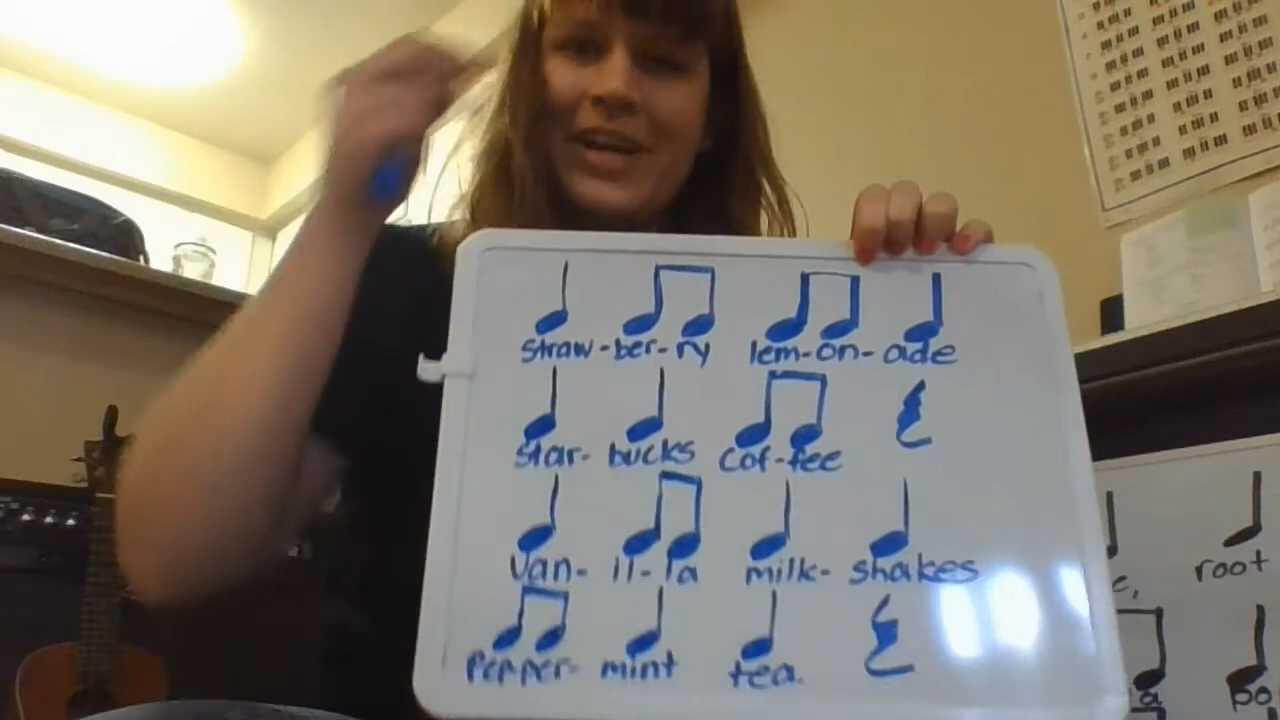 straw-ber-ry lem-on-ade
star-bucks cof-fee
Van-il-la milk-shakes
Pepper-mint tea.
root